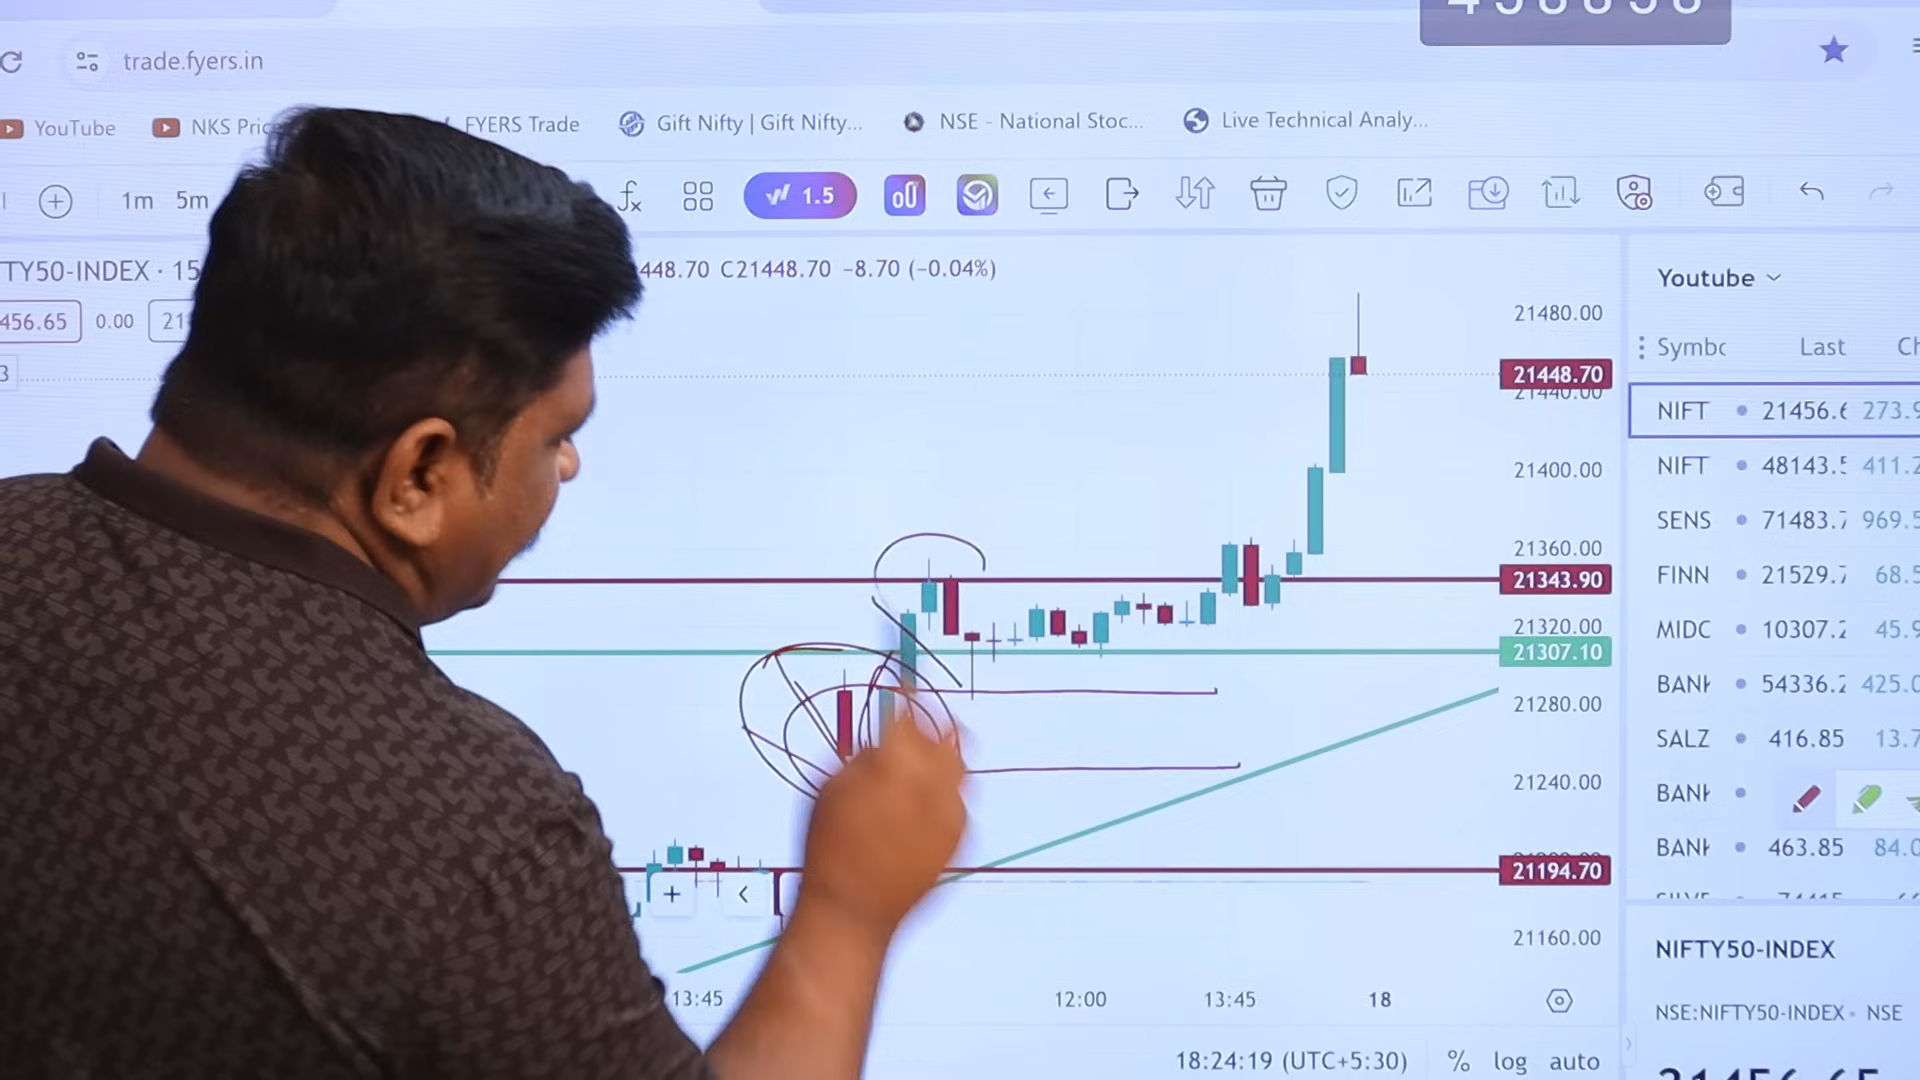 trade.fyers.in
YouTube
NKS Pric
FYERS Trade
Gift Nifty | Gift Nifty...
NSE - National Stoc...
Live Technical Analy...
1m 5m
1.5
TY50-INDEX · 15
448.70 C21448.70 −8.70 (−0.04%)
456.65 0.00 21
3
21480.00
21448.70
21440.00
21400.00
21360.00
21343.90
21320.00
21307.10
21280.00
21240.00
21194.70
21160.00
13:45 12:00 13:45 18
18:24:19 (UTC+5:30) % log auto
Youtube
Symbc Last Ch
NIFT 21456.6 273.9
NIFT 48143.5 411.2
SENS 71483.7 969.5
FINN 21529.7 68.5
MIDC 10307.2 45.9
BANK 54336.2 425.0
SALZ 416.85 13.7
BANK
BANK 463.85 84.0
NIFTY50-INDEX
NSE:NIFTY50-INDEX • NSE